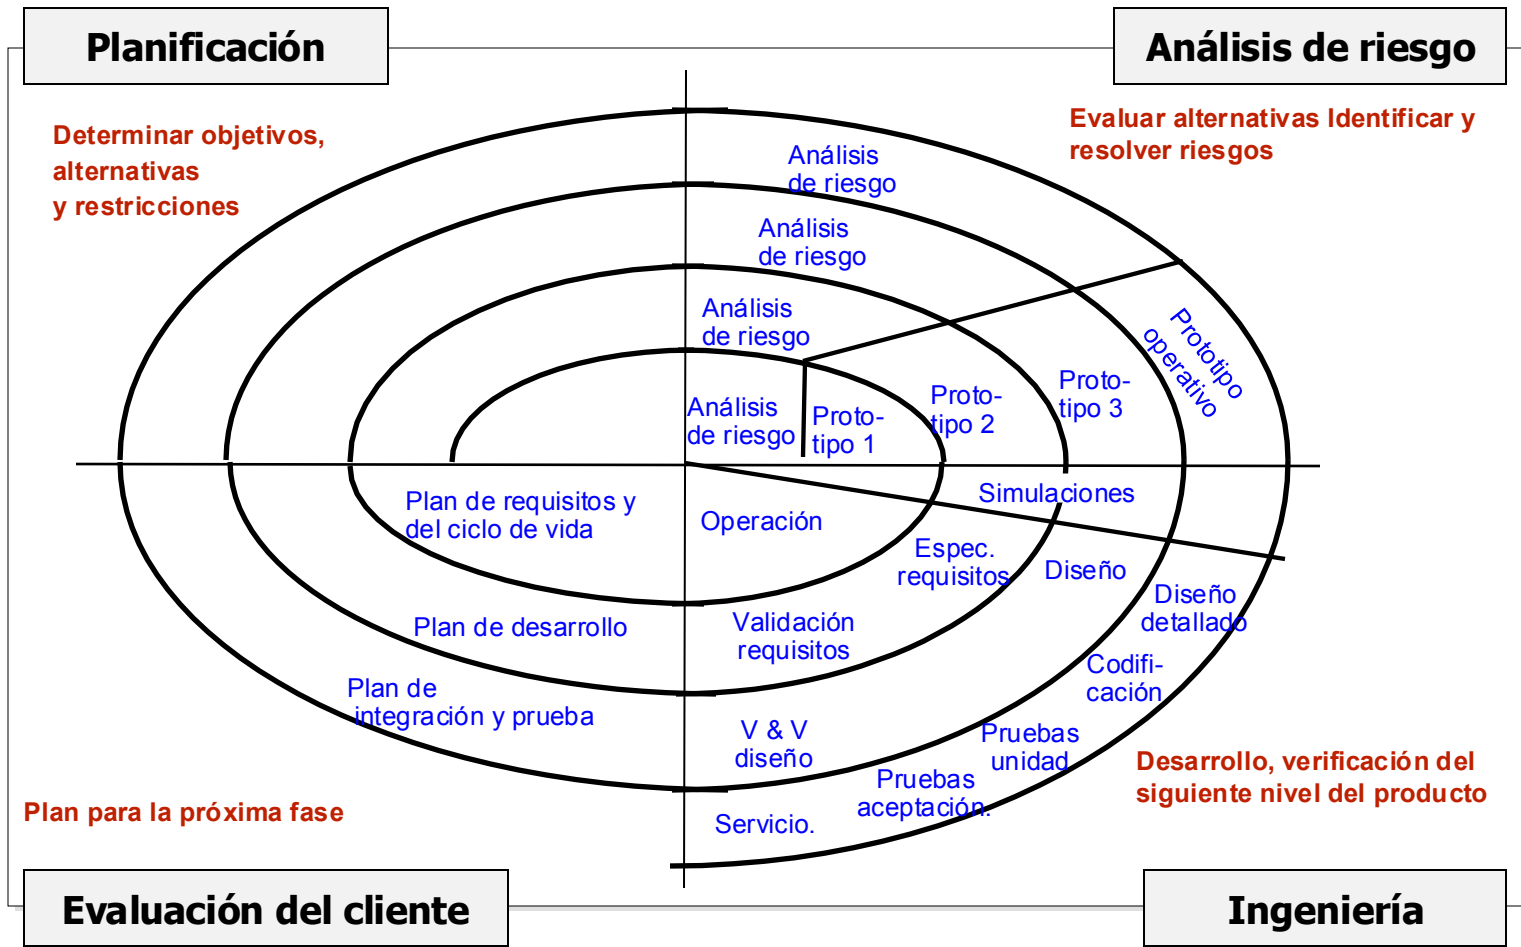 Planificación
Análisis de riesgo
Determinar objetivos,
alternativas
y restricciones
Evaluar alternativas Identificar y
resolver riesgos
Análisis
de riesgo
Análisis
de riesgo
Análisis
de riesgo
Análisis
de riesgo
Proto-
tipo 1
Proto-
tipo 2
Proto-
tipo 3
Prototipo
operativo
Plan de requisitos y
del ciclo de vida
Operación
Simulaciones
Espec.
requisitos
Diseño
Diseño
detallado
Plan de desarrollo
Validación
requisitos
Codifi-
cación
Plan de
integración y prueba
V & V
diseño
Pruebas
unidad
Pruebas
aceptación.
Servicio.
Desarrollo, verificación del
siguiente nivel del producto
Plan para la próxima fase
Evaluación del cliente
Ingeniería